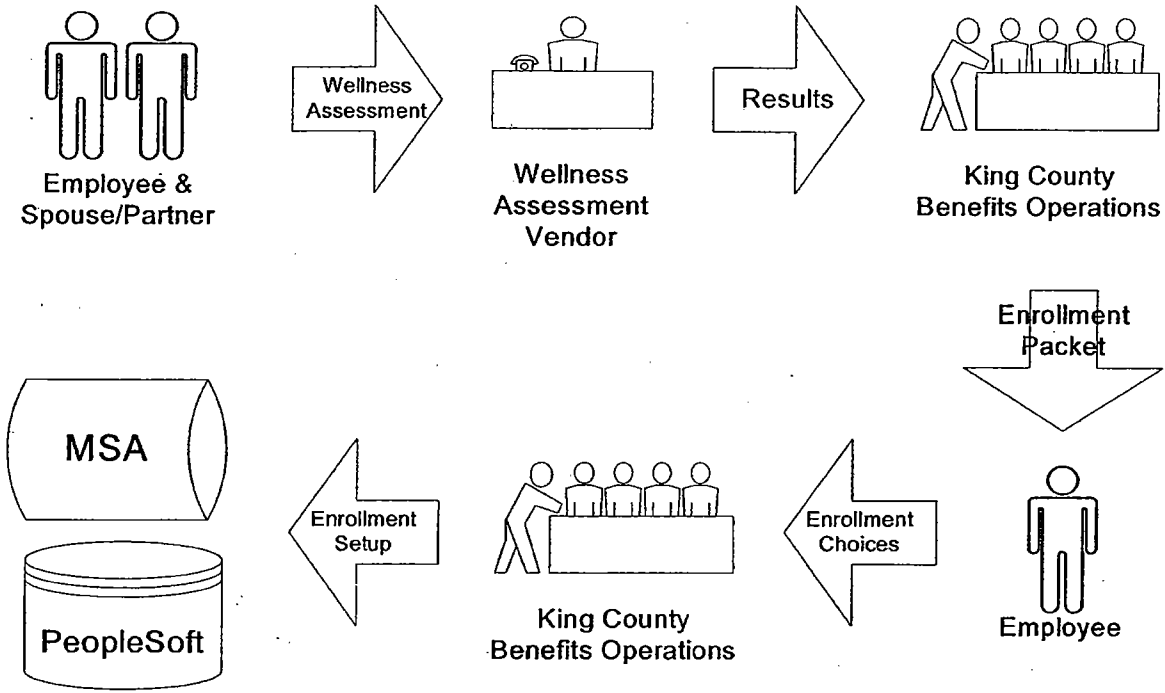 Wellness
Assessment
Results
Employee &
Spouse/Partner
Wellness
Assessment
Vendor
King County
Benefits Operations
Enrollment
Packet
MSA
Enrollment
Setup
Enrollment
Choices
PeopleSoft
King County
Benefits Operations
Employee